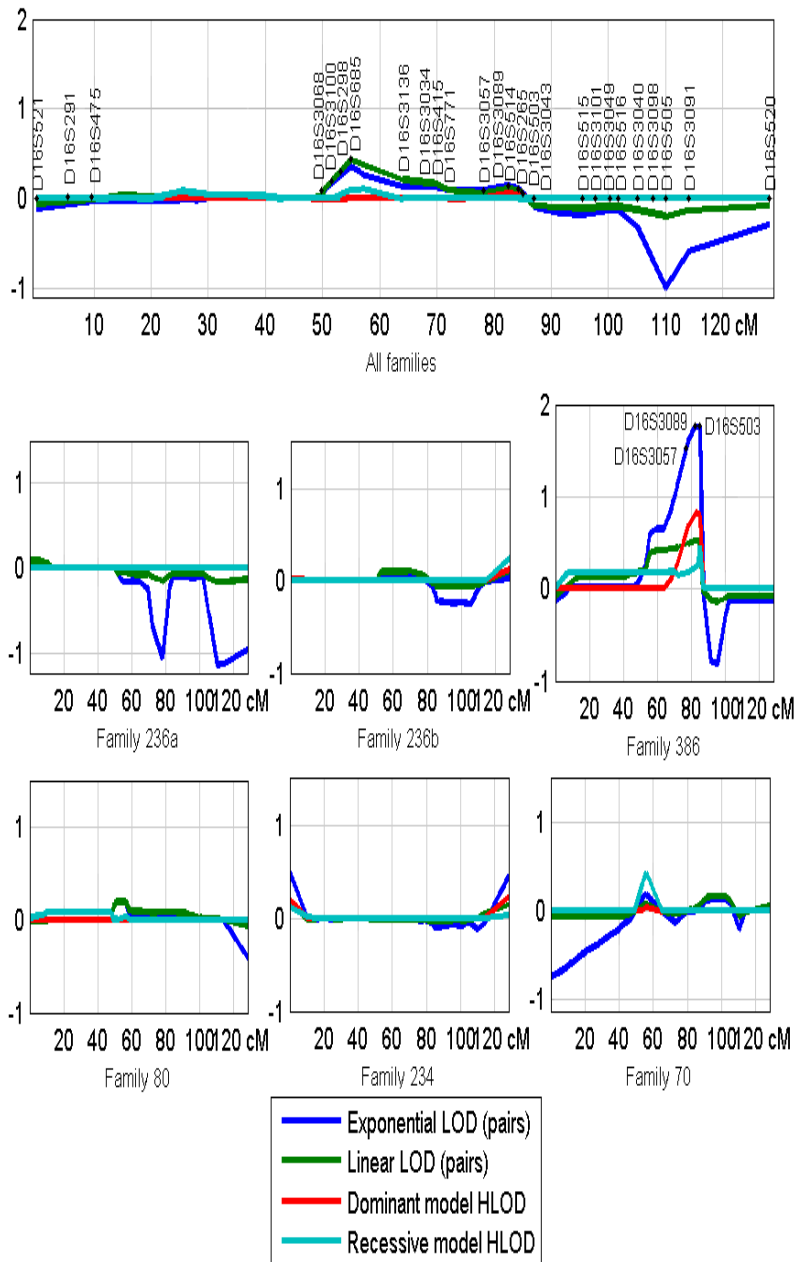 2
1
0
-1
D16S521
D16S291
D16S475
D16S3068
D16S3100
D16S298
D16S685
D16S3136
D16S3034
D16S415
D16S771
D16S3057
D16S3089
D16S514
D16S265
D16S503
D16S3043
D16S515
D16S3101
D16S3049
D16S516
D16S3040
D16S3098
D16S505
D16S3091
D16S520
10 20 30 40 50 60 70 80 90 100 110 120 cM
All families
1
0
-1
20 40 60 80 100 120 cM
Family 236a
1
0
-1
20 40 60 80 100 120 cM
Family 236b
2
1
0
-1
D16S3089
D16S503
D16S3057
20 40 60 80 100120 cM
Family 386
1
0
-1
20 40 60 80 100120 cM
Family 80
1
0
-1
20 40 60 80 100120 cM
Family 234
1
0
-1
20 40 60 80 100120 cM
Family 70
Exponential LOD (pairs)
Linear LOD (pairs)
Dominant model HLOD
Recessive model HLOD